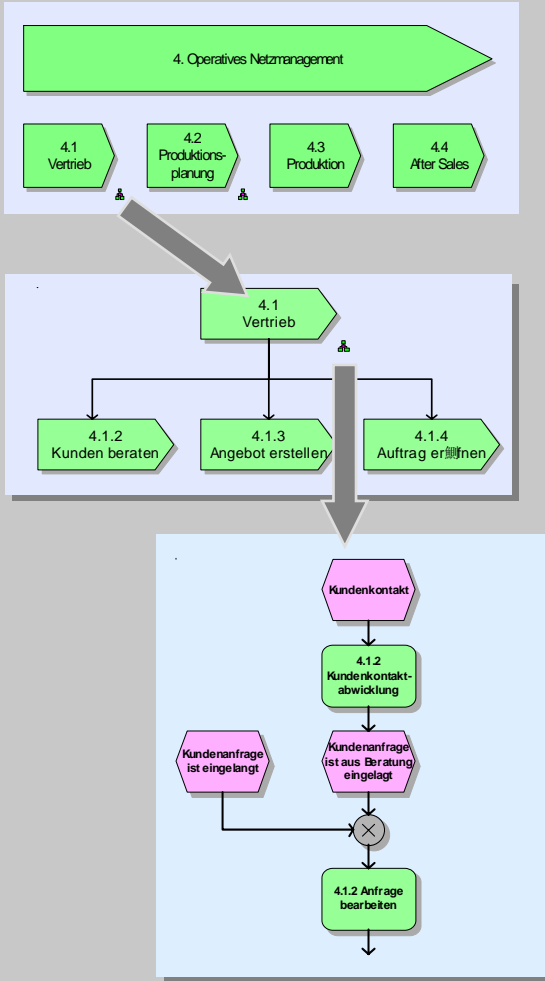 4. Operatives Netzmanagement
4.1
Vertrieb
4.2
Produktions-
planung
4.3
Produktion
4.4
After Sales
4.1
Vertrieb
4.1.2
Kunden beraten
4.1.3
Angebot erstellen
4.1.4
Auftrag
Kundenkontakt
4.1.2
Kundenkontakt-
abwicklung
Kundenanfrage
ist eingelangt
Kundenanfrage
ist aus Beratung
eingelagt
4.1.2 Anfrage
bearbeiten